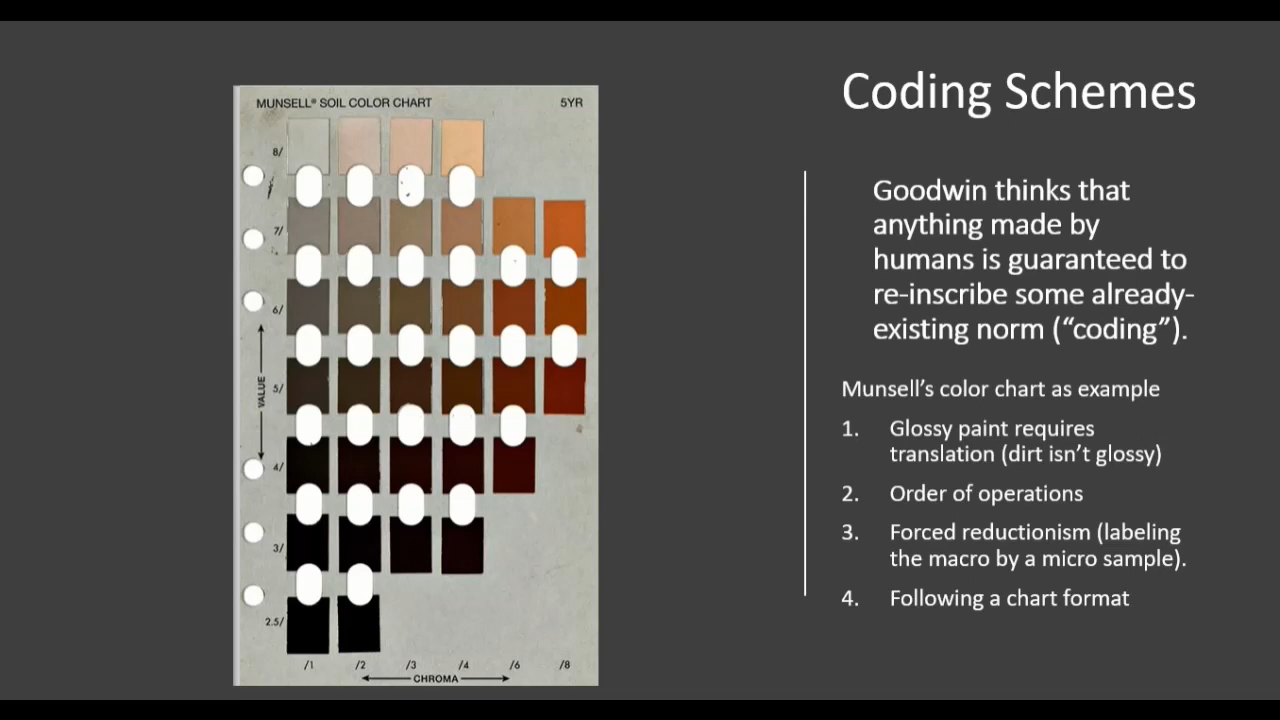 MUNSELL® SOIL COLOR CHART
5YR
8/
7/
6/
5/
4/
3/
2.5/
VALUE
/1 /2 /3 /4 /6 /8
CHROMA
Coding Schemes
Goodwin thinks that
anything made by
humans is guaranteed to
re-inscribe some already-
existing norm (“coding”).
Munsell’s color chart as example
1. Glossy paint requires
translation (dirt isn’t glossy)
2. Order of operations
3. Forced reductionism (labeling
the macro by a micro sample).
4. Following a chart format